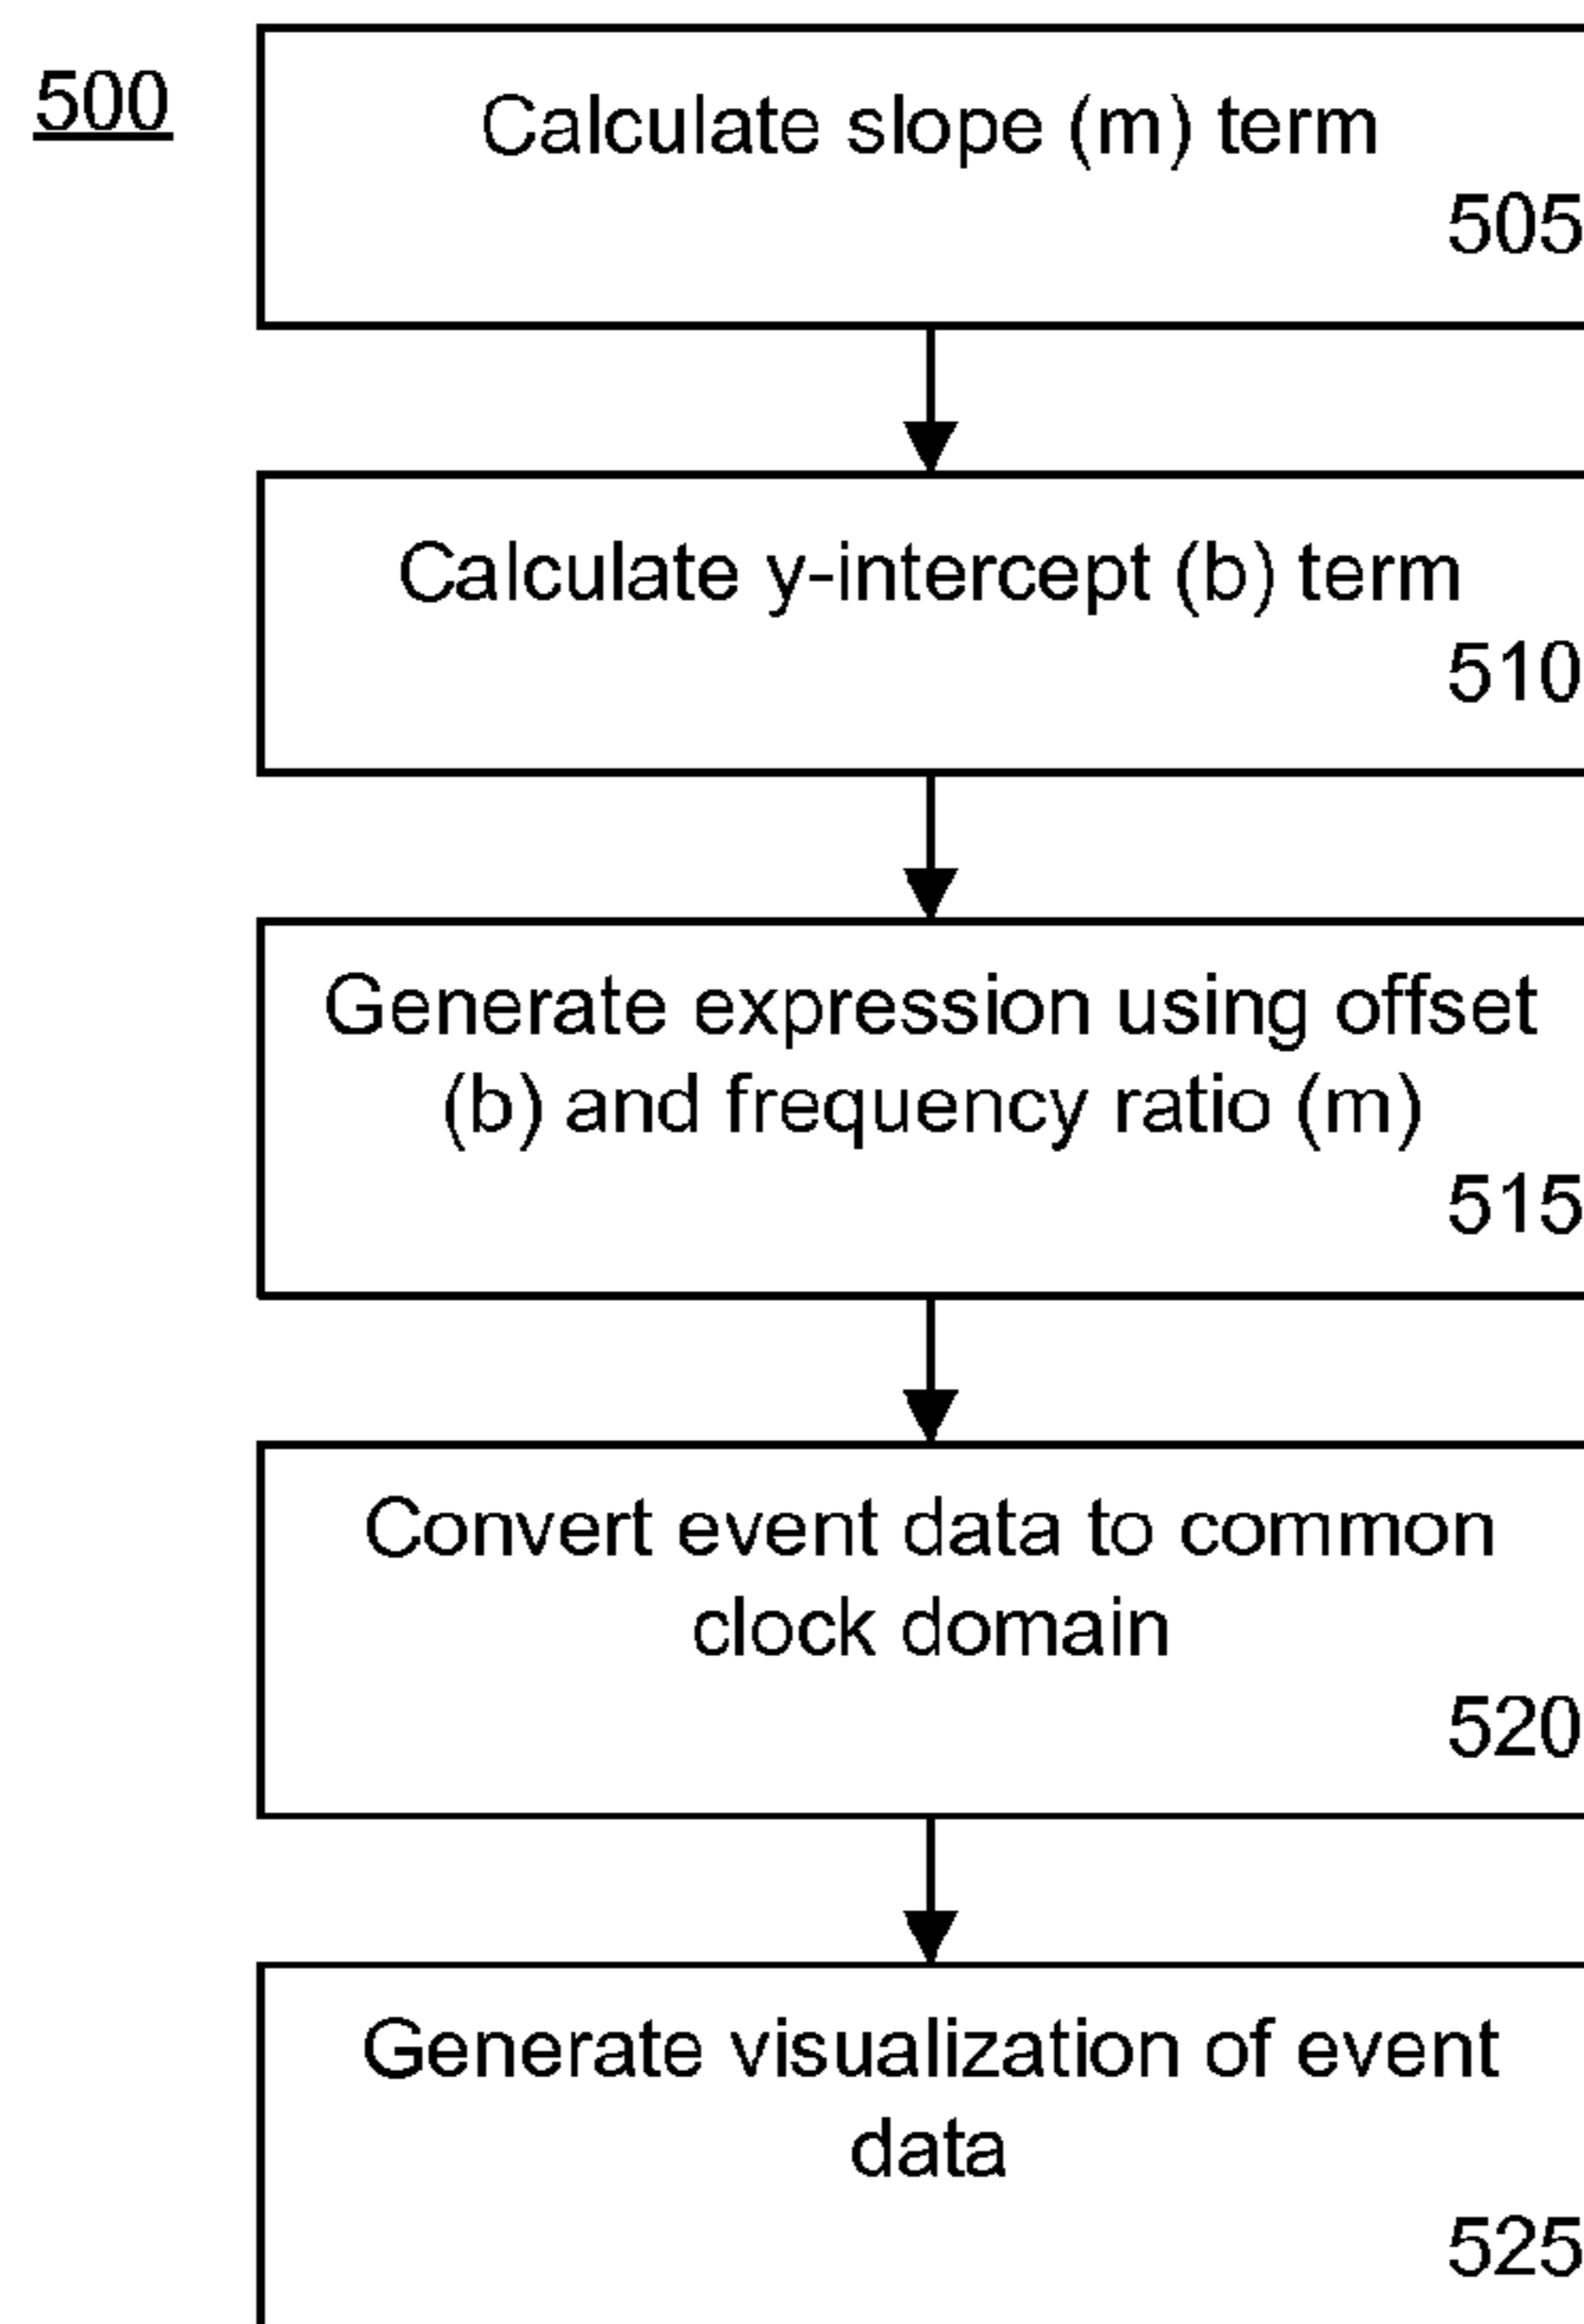 500
Calculate slope (m) term
505
Calculate y-intercept (b) term
510
Generate expression using offset
(b) and frequency ratio (m)
515
Convert event data to common
clock domain
520
Generate visualization of event
data
525